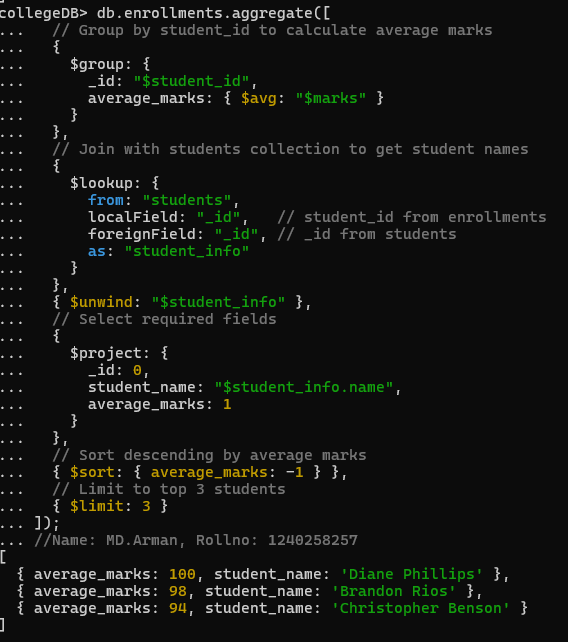 collegeDB> db.enrollments.aggregate([
...   // Group by student_id to calculate average marks
...   {
...     $group: {
...       _id: "$student_id",
...       average_marks: { $avg: "$marks" }
...     }
...   },
...   // Join with students collection to get student names
...   {
...     $lookup: {
...       from: "students",
...       localField: "_id",   // student_id from enrollments
...       foreignField: "_id", // _id from students
...       as: "student_info"
...     }
...   },
...   { $unwind: "$student_info" },
...   // Select required fields
...   {
...     $project: {
...       _id: 0,
...       student_name: "$student_info.name",
...       average_marks: 1
...     }
...   },
...   // Sort descending by average marks
...   { $sort: { average_marks: -1 } },
...   // Limit to top 3 students
...   { $limit: 3 }
... ]);
... //Name: MD.Arman, Rollno: 1240258257
[
  { average_marks: 100, student_name: 'Diane Phillips' },
  { average_marks: 98, student_name: 'Brandon Rios' },
  { average_marks: 94, student_name: 'Christopher Benson' }
]